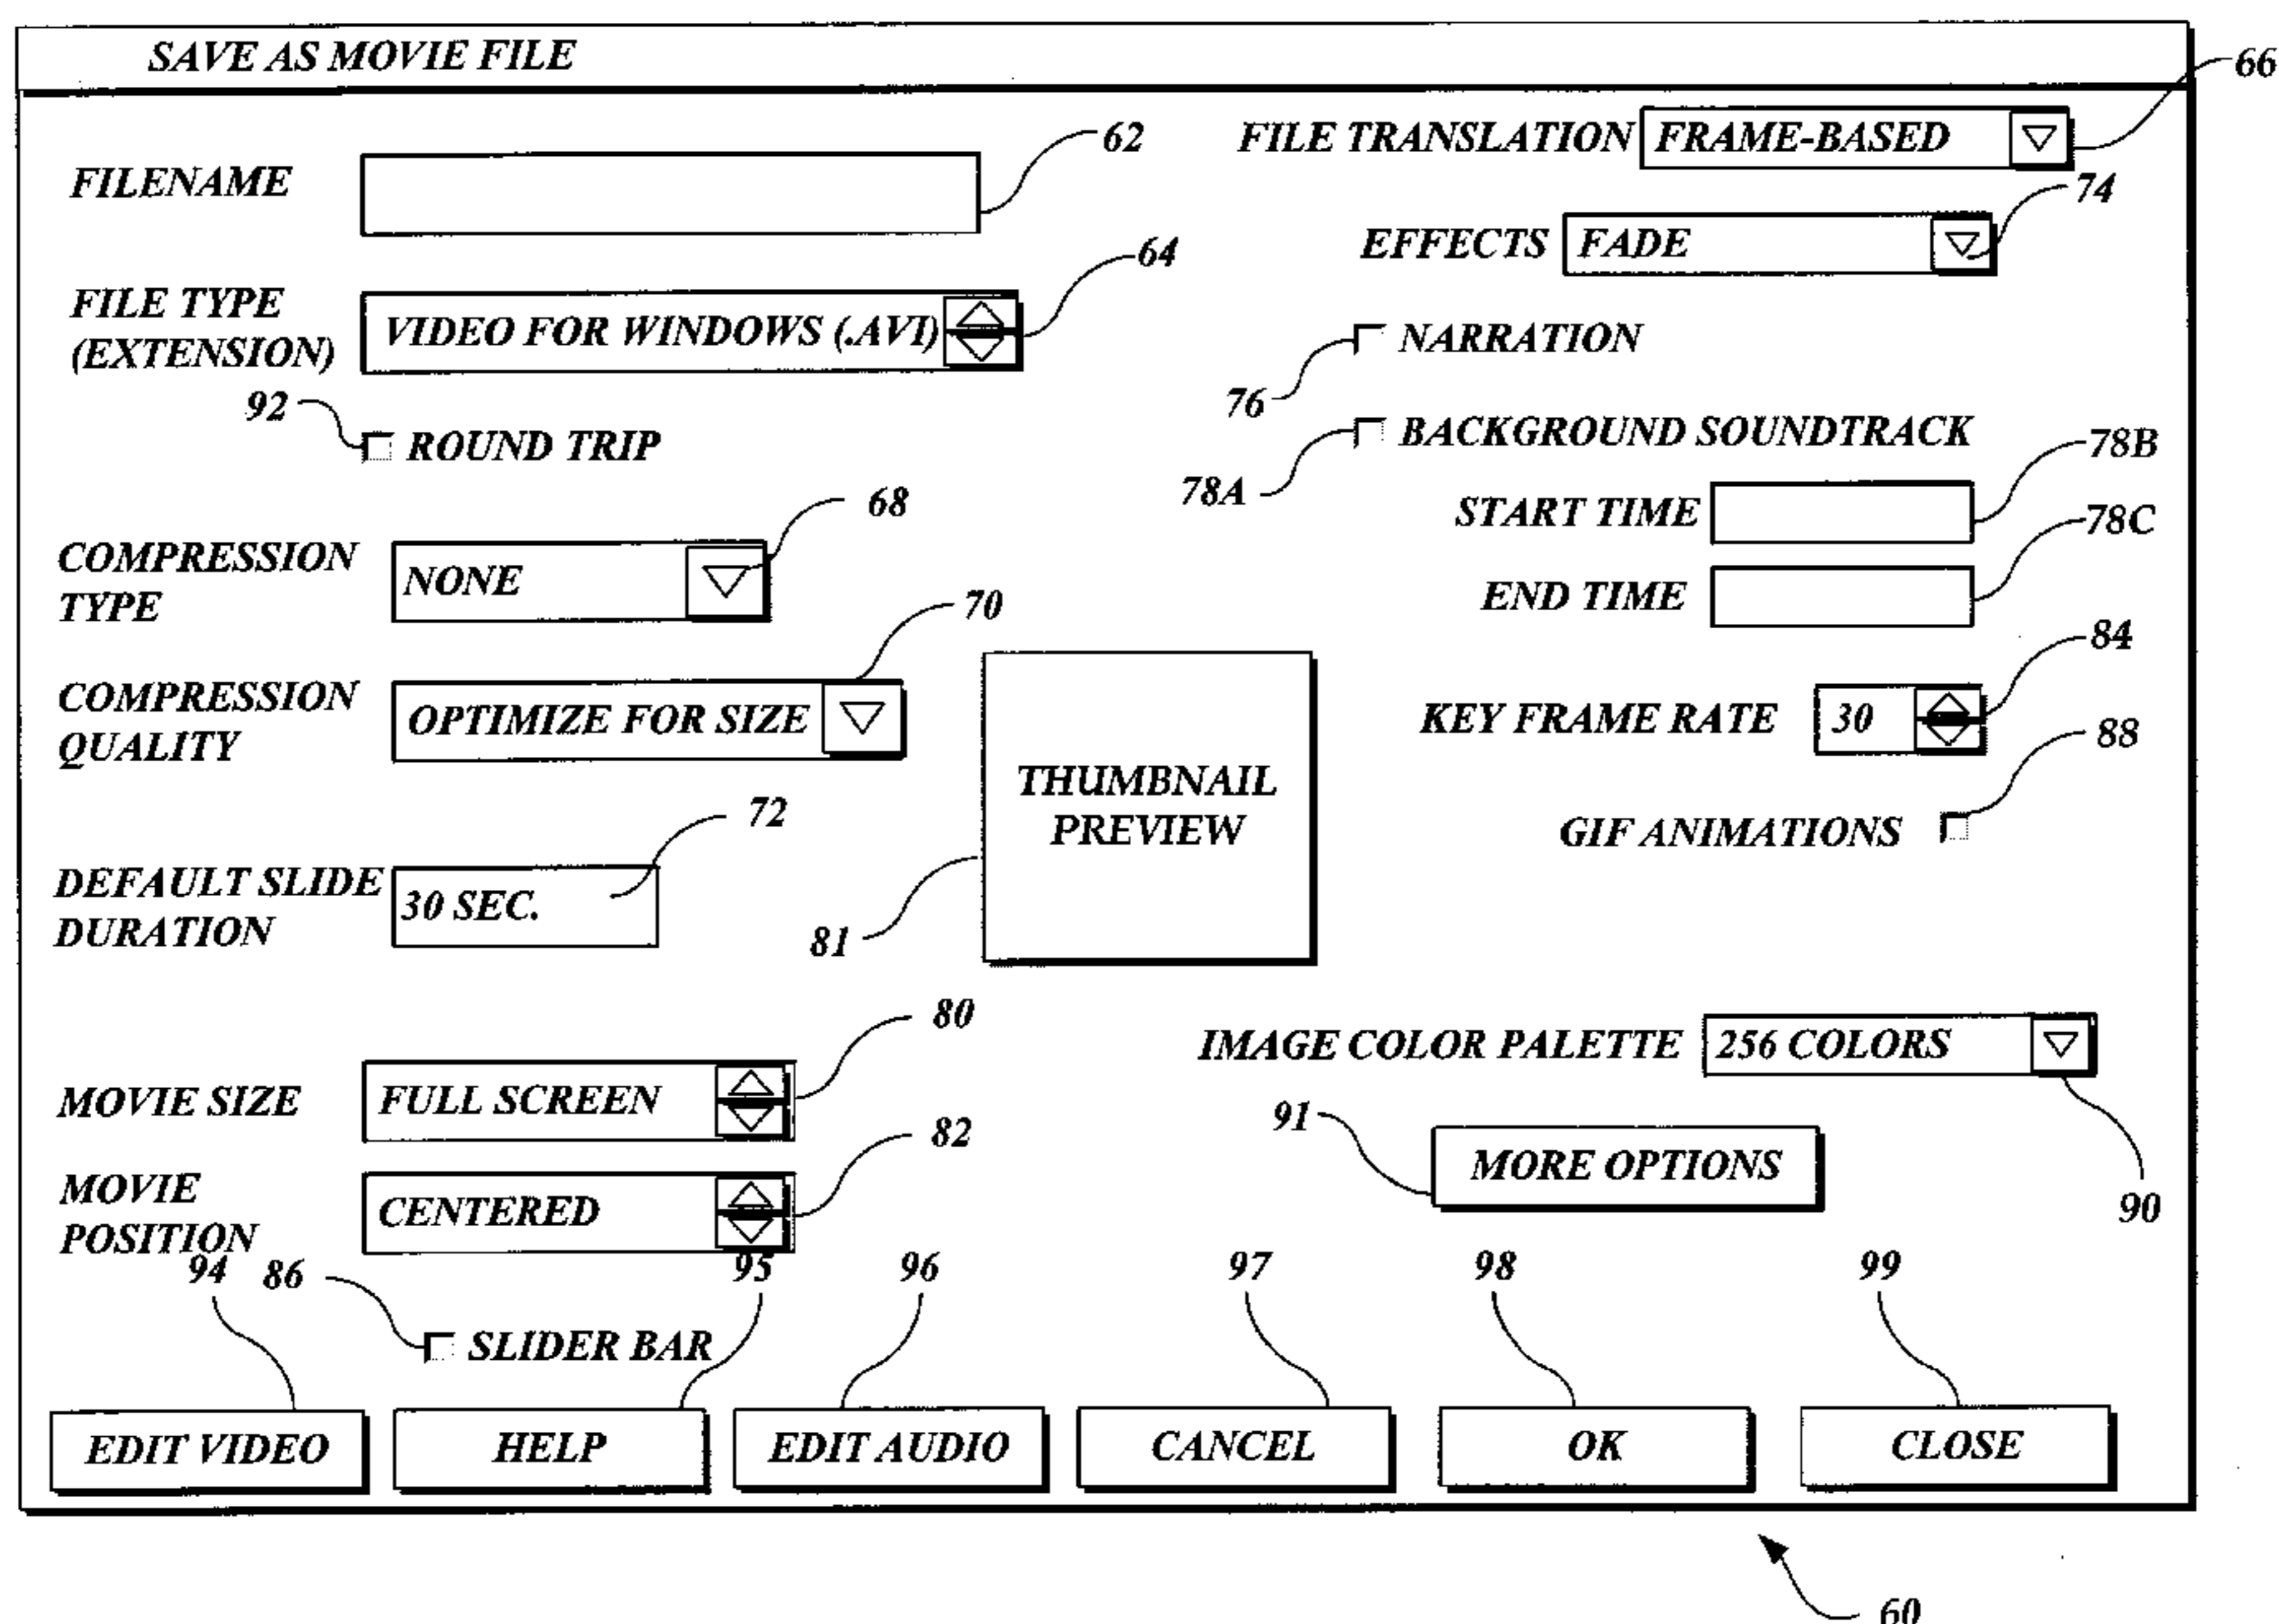 SAVE AS MOVIE FILE
66
FILENAME
62
FILE TRANSLATION FRAME-BASED
74
EFFECTS FADE
FILE TYPE
(EXTENSION)
VIDEO FOR WINDOWS (.AVI)
64
NARRATION
76
92
ROUND TRIP
BACKGROUND SOUNDTRACK
78A
78B
START TIME
78C
END TIME
COMPRESSION
TYPE
NONE
68
COMPRESSION
QUALITY
OPTIMIZE FOR SIZE
70
THUMBNAIL
PREVIEW
81
KEY FRAME RATE 30
84
88
GIF ANIMATIONS
DEFAULT SLIDE
DURATION
30 SEC.
72
MOVIE SIZE
FULL SCREEN
80
IMAGE COLOR PALETTE 256 COLORS
90
91
MORE OPTIONS
MOVIE
POSITION
CENTERED
82
94
86
95
96
97
98
99
SLIDER BAR
EDIT VIDEO
HELP
EDIT AUDIO
CANCEL
OK
CLOSE
60